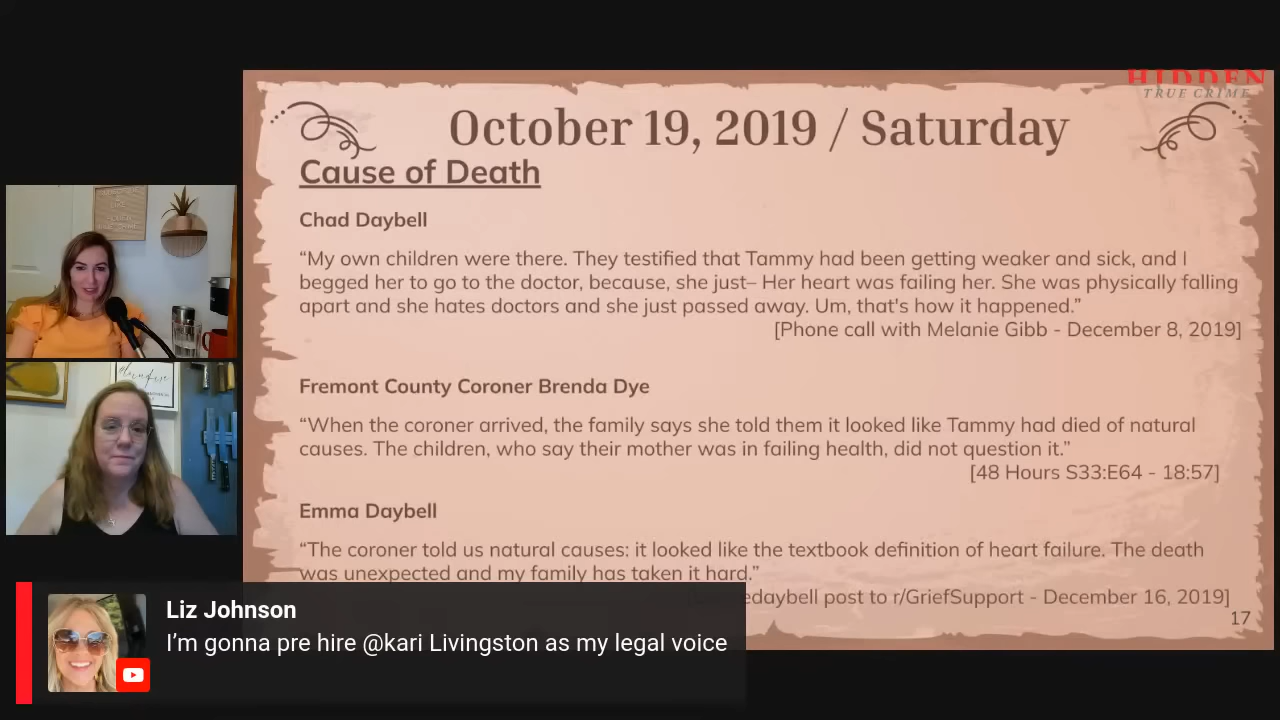 HIDDEN
TRUE CRIME
October 19, 2019 / Saturday
Cause of Death
Chad Daybell
“My own children were there. They testified that Tammy had been getting weaker and sick, and I
begged her to go to the doctor, because, she just– Her heart was failing her. She was physically falling
apart and she hates doctors and she just passed away. Um, that's how it happened.”
[Phone call with Melanie Gibb - December 8, 2019]
Fremont County Coroner Brenda Dye
“When the coroner arrived, the family says she told them it looked like Tammy had died of natural
causes. The children, who say their mother was in failing health, did not question it.”
[48 Hours S33:E64 - 18:57]
Emma Daybell
“The coroner told us natural causes: it looked like the textbook definition of heart failure. The death
was unexpected and my family has taken it hard.”
edaybell post to r/GriefSupport - December 16, 2019]
17
Liz Johnson
I’m gonna pre hire @kari Livingston as my legal voice